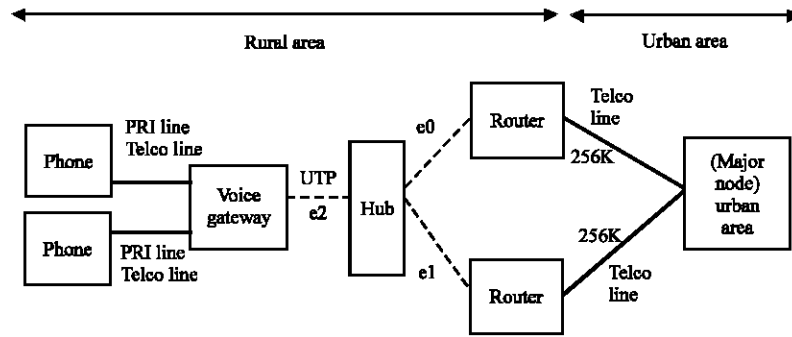 Rural area
Urban area
Phone
PRI line
Telco line
Phone
PRI line
Telco line
Voice
gateway
UTP
e2
Hub
e0
e1
Router
Router
Telco
line
256K
256K
Telco
line
(Major
node)
urban
area